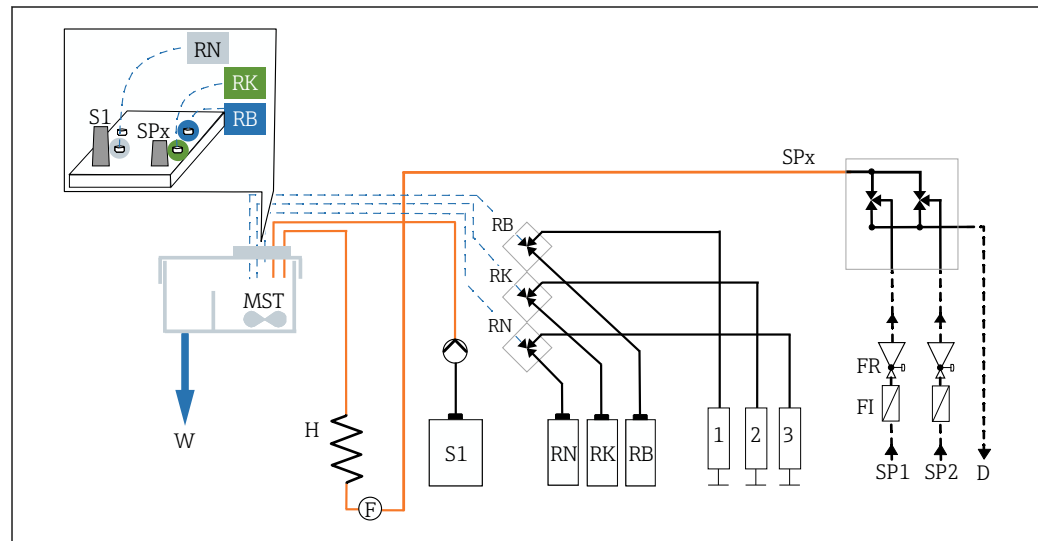 RN
RK
RB
S1
SPx
SPx
RB
RK
RN
MST
W
H
F
S1
RN
RK
RB
1
2
3
FR
FI
SP1
SP2
D